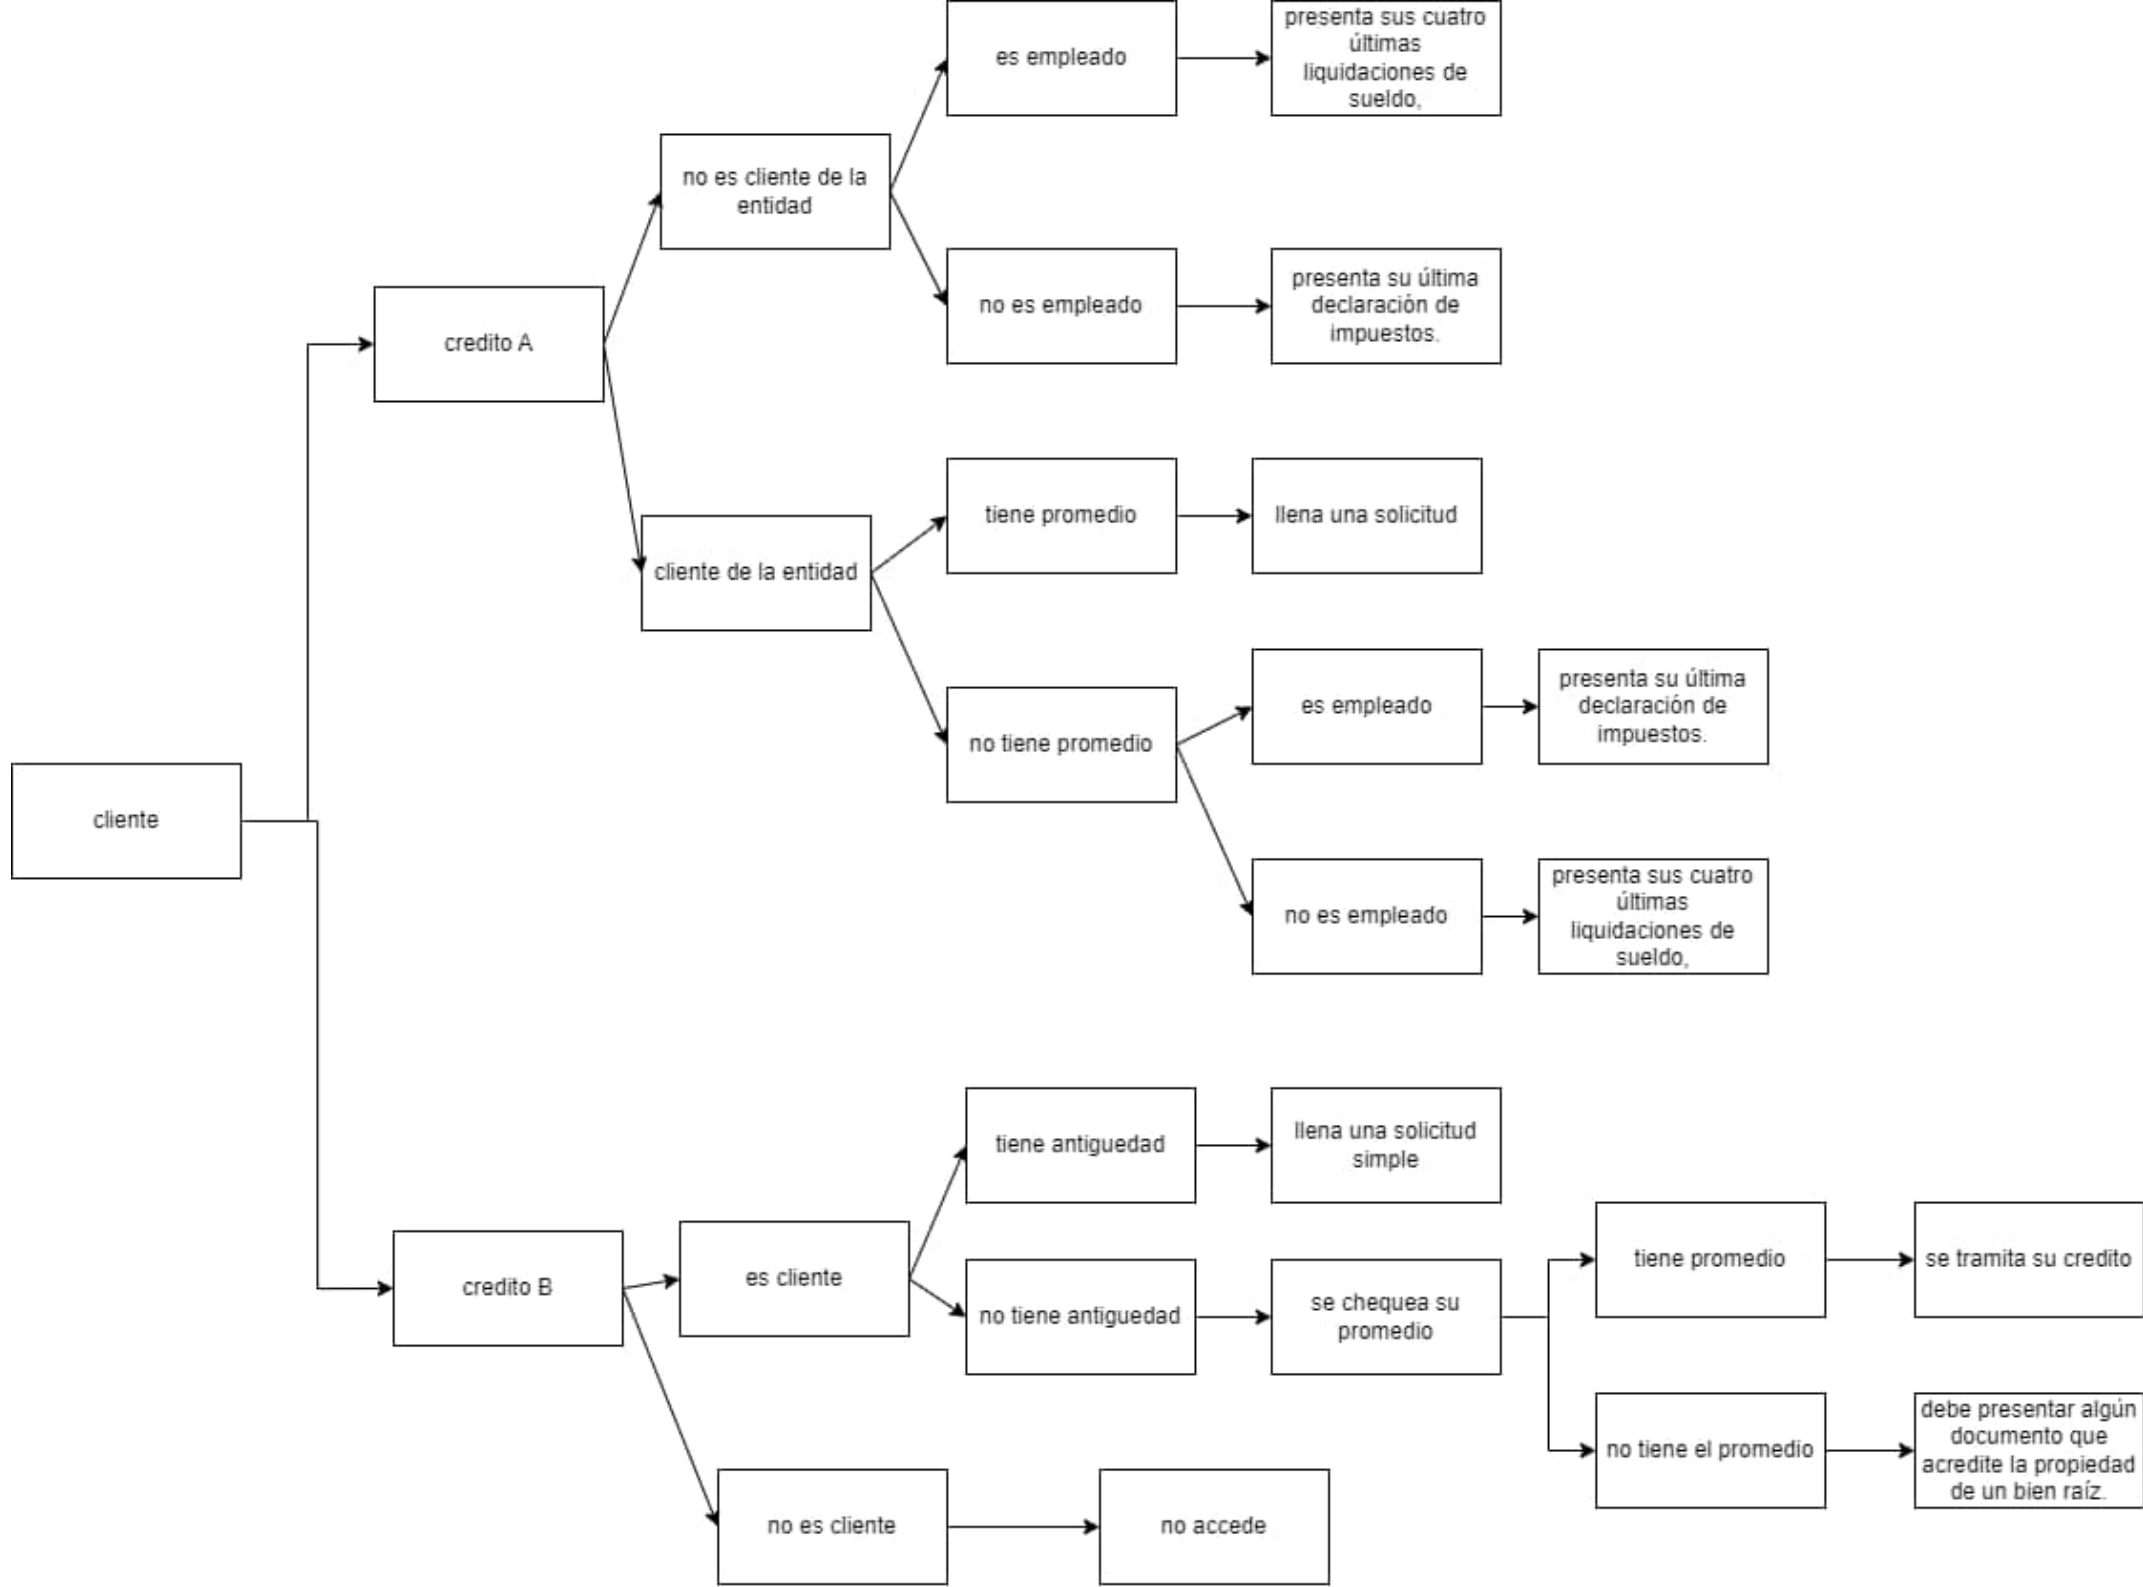 presenta sus cuatro
últimas
liquidaciones de
sueldo,
es empleado
no es cliente de la
entidad
no es empleado
presenta su última
declaración de
impuestos.
credito A
tiene promedio
llena una solicitud
cliente de la entidad
es empleado
presenta su última
declaración de
impuestos.
no tiene promedio
cliente
no es empleado
presenta sus cuatro
últimas
liquidaciones de
sueldo,
tiene antiguedad
llena una solicitud
simple
es cliente
tiene promedio
se tramita su credito
credito B
no tiene antiguedad
se chequea su
promedio
no tiene el promedio
debe presentar algún
documento que
acredite la propiedad
de un bien raíz.
no es cliente
no accede